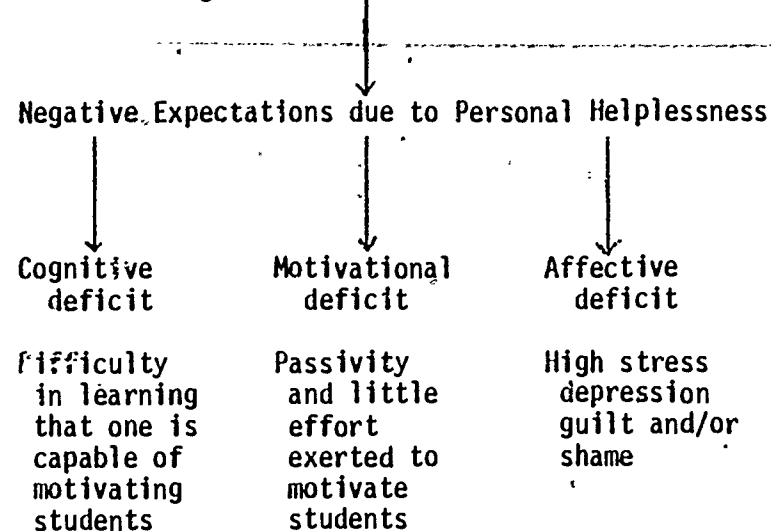 Negative Expectations due to Personal Helplessness
Cognitive
deficit
Difficulty
in learning
that one is
capable of
motivating
students
Motivational
deficit
Passivity
and little
effort
exerted to
motivate
students
Affective
deficit
High stress
depression
guilt and/or
shame